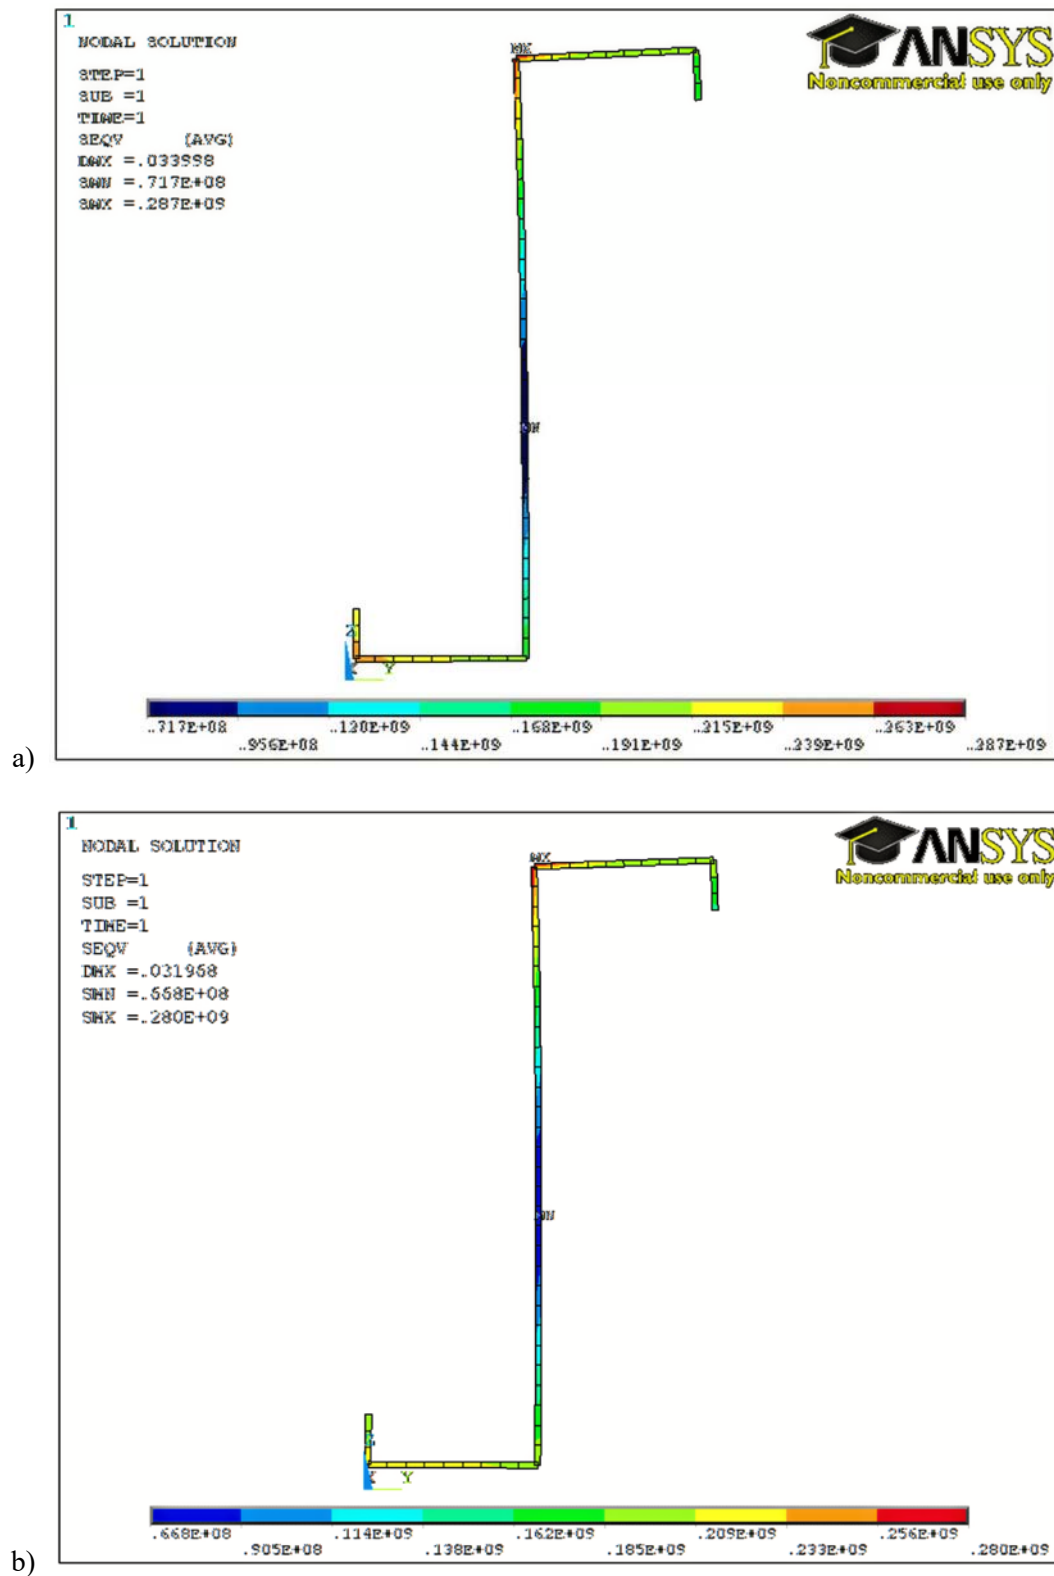 1
NODAL SOLUTION
STEP=1
SUB =1
TIME=1
SEQV (AVG)
DMX =.033998
SMN =.717E+08
SMX =.287E+09
ANSYS
Noncommercial use only
MX
MN
Z
X Y
.717E+08 .120E+09 .168E+09 .215E+09 .263E+09
.956E+08 .144E+09 .191E+09 .239E+09 .287E+09
a)
1
NODAL SOLUTION
STEP=1
SUB =1
TIME=1
SEQV (AVG)
DMX =.031968
SMN =.668E+08
SMX =.280E+09
ANSYS
Noncommercial use only
MX
MN
Z
X Y
.668E+08 .114E+09 .162E+09 .209E+09 .256E+09
.905E+08 .138E+09 .185E+09 .233E+09 .280E+09
b)